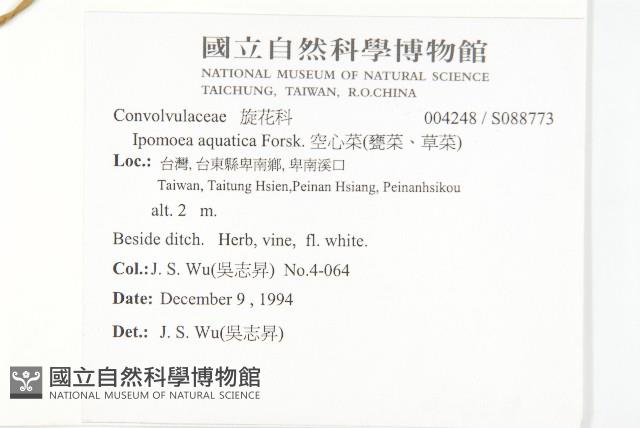 國立自然科學博物館
NATIONAL MUSEUM OF NATURAL SCIENCE
TAICHUNG, TAIWAN, R.O.CHINA
Convolvulaceae 旋花科 004248 / S088773
Ipomoea aquatica Forsk. 空心菜(甕菜、草菜)
Loc.: 台灣, 台東縣卑南鄉, 卑南溪口
Taiwan, Taitung Hsien,Peinan Hsiang, Peinanhsikou
alt. 2 m.
Beside ditch. Herb, vine, fl. white.
Col.: J. S. Wu(吳志昇) No.4-064
Date: December 9 , 1994
Det.: J. S. Wu(吳志昇)
國立自然科學博物館
NATIONAL MUSEUM OF NATURAL SCIENCE